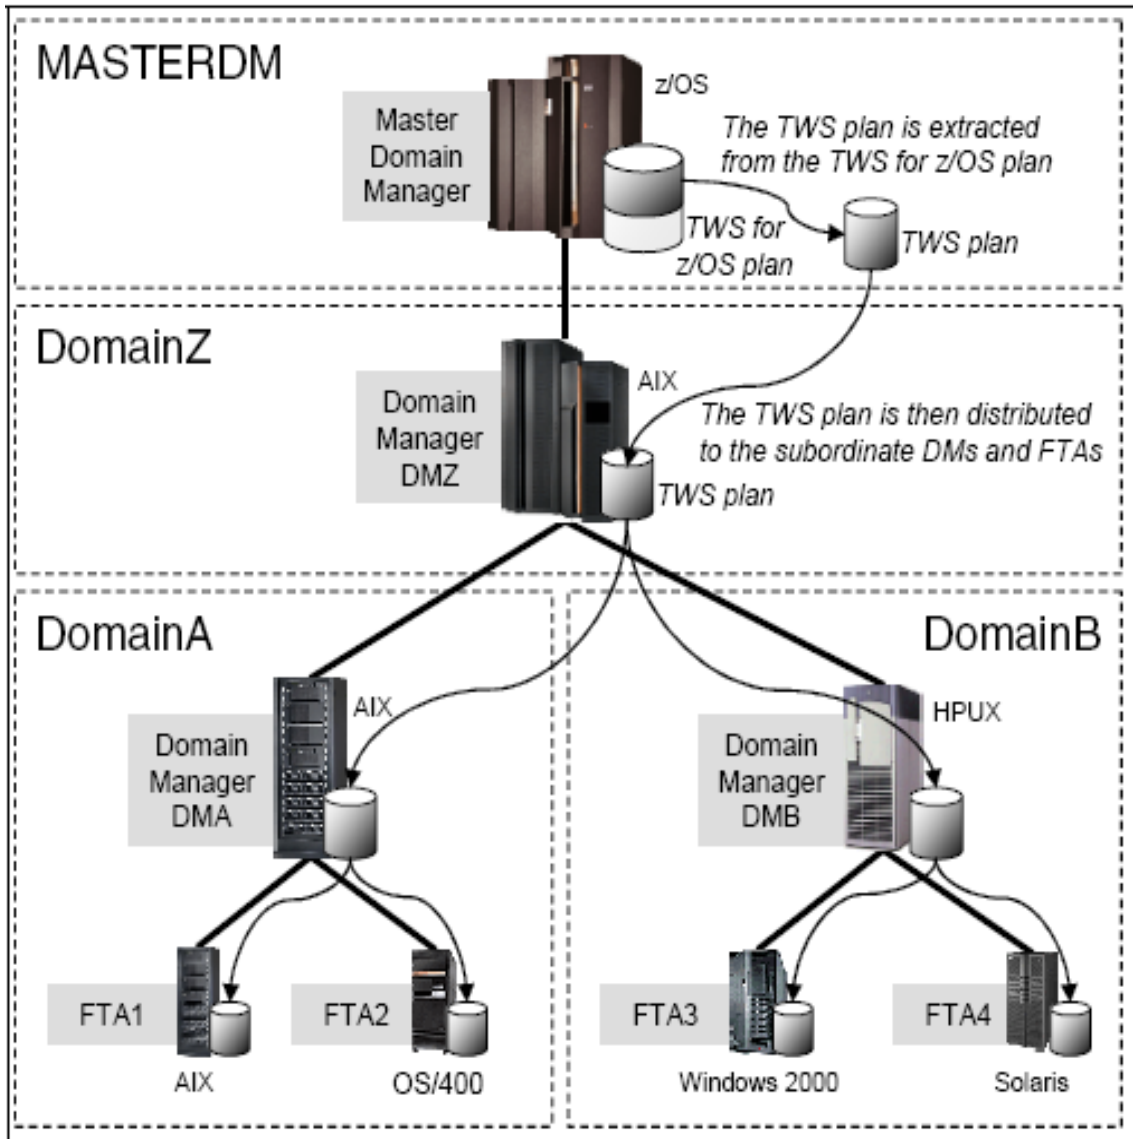 MASTERDM
z/OS
Master
Domain
Manager
The TWS plan is extracted
from the TWS for z/OS plan
TWS for
z/OS plan
TWS plan
DomainZ
AIX
Domain
Manager
DMZ
The TWS plan is then distributed
to the subordinate DMs and FTAs
TWS plan
DomainA
AIX
Domain
Manager
DMA
FTA1
AIX
FTA2
OS/400
DomainB
HPUX
Domain
Manager
DMB
FTA3
Windows 2000
FTA4
Solaris